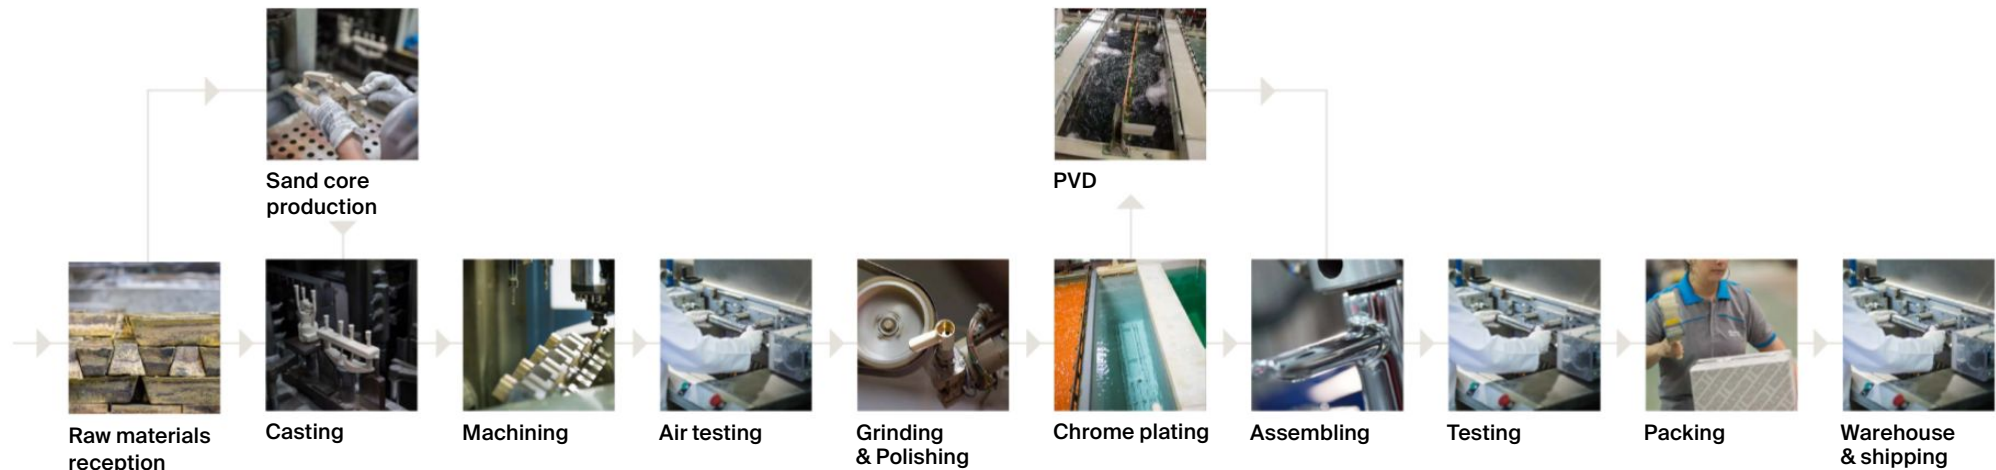 Sand core
production
PVD
Raw materials
reception
Casting
Machining
Air testing
Grinding
& Polishing
Chrome plating
Assembling
Testing
Packing
Warehouse
& shipping